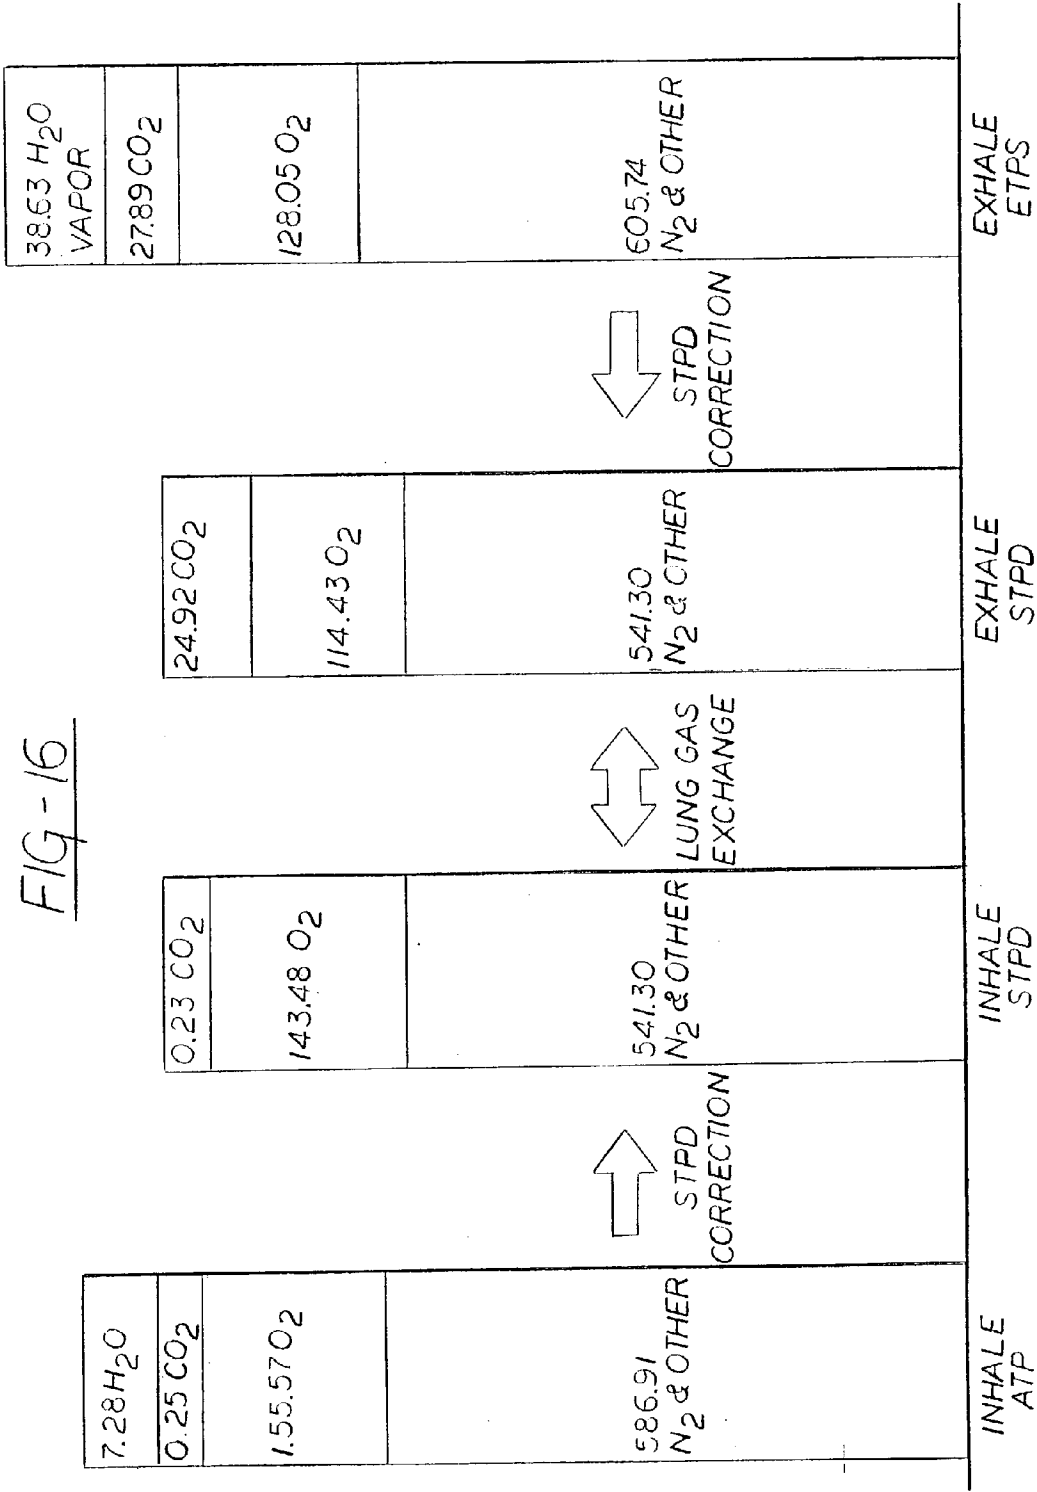 FIG-16
7.28 H2O
0.25 CO2
1.55.57 O2
586.91
N2 & OTHER
INHALE
ATP
STPD
CORRECTION
0.23 CO2
143.48 O2
541.30
N2 & OTHER
INHALE
STPD
LUNG GAS
EXCHANGE
24.92 CO2
114.43 O2
541.30
N2 & OTHER
EXHALE
STPD
STPD
CORRECTION
38.63 H2O
VAPOR
27.89 CO2
128.05 O2
605.74
N2 & OTHER
EXHALE
ETPS